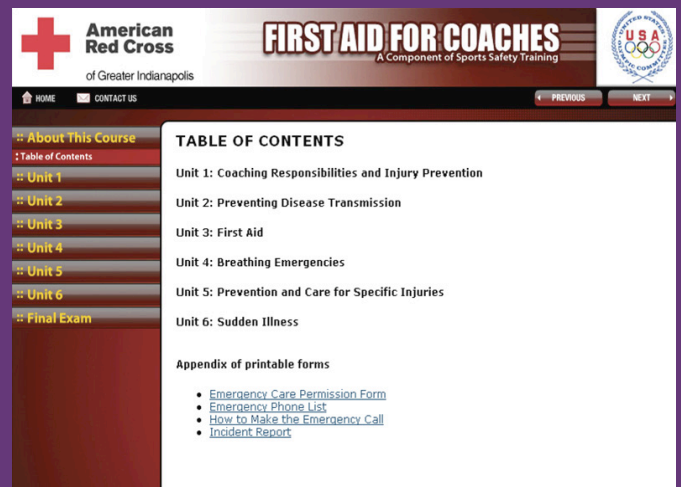 American
Red Cross
of Greater Indianapolis
FIRST AID FOR COACHES
A Component of Sports Safety Training
UNITED STATES
USA
OLYMPIC COMMITTEE
HOME
CONTACT US
PREVIOUS
NEXT
:: About This Course
: Table of Contents
:: Unit 1
:: Unit 2
:: Unit 3
:: Unit 4
:: Unit 5
:: Unit 6
:: Final Exam
TABLE OF CONTENTS
Unit 1: Coaching Responsibilities and Injury Prevention
Unit 2: Preventing Disease Transmission
Unit 3: First Aid
Unit 4: Breathing Emergencies
Unit 5: Prevention and Care for Specific Injuries
Unit 6: Sudden Illness
Appendix of printable forms
• Emergency Care Permission Form
• Emergency Phone List
• How to Make the Emergency Call
• Incident Report